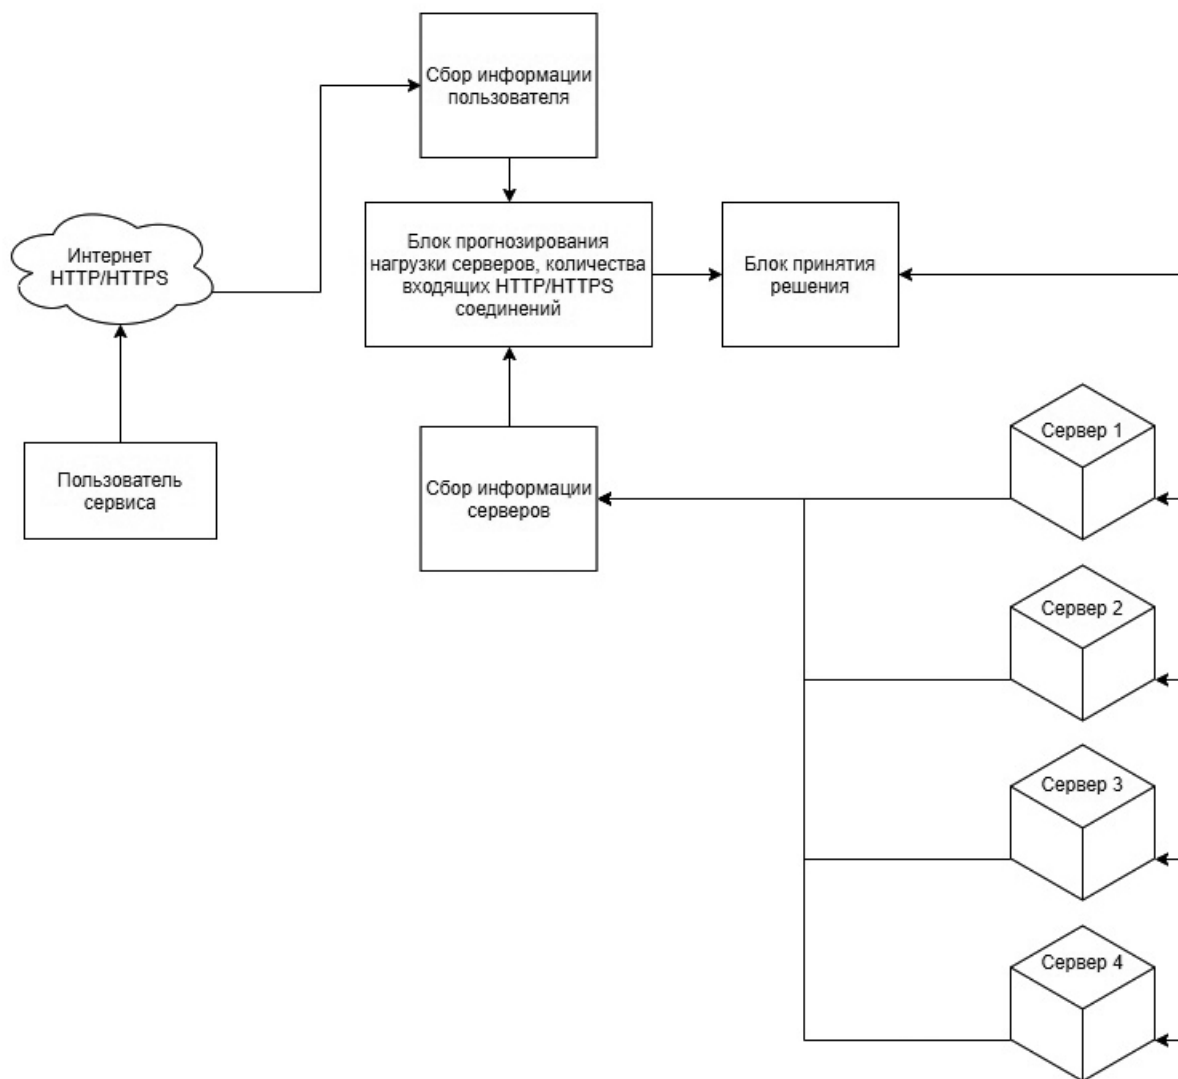 Сбор информации
пользователя
Интернет
HTTP/HTTPS
Блок прогнозирования
нагрузки серверов, количества
входящих HTTP/HTTPS
соединений
Блок принятия
решения
Пользователь
сервиса
Сбор информации
серверов
Сервер 1
Сервер 2
Сервер 3
Сервер 4